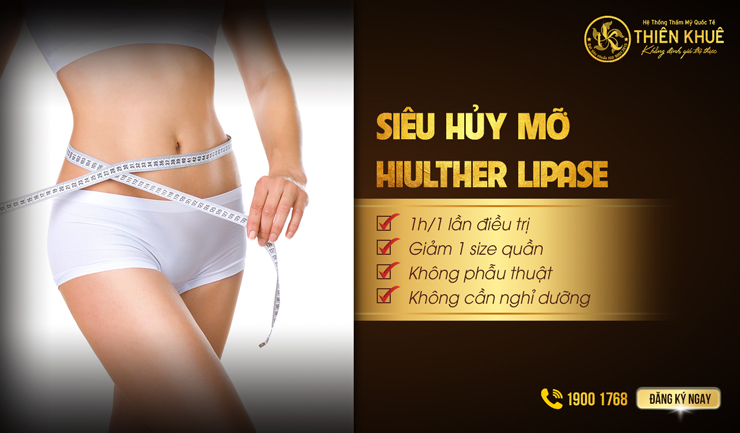 Hệ Thống Thẩm Mỹ Quốc Tế
THIÊN KHUÊ
Khẳng định giá trị thực
SIÊU HỦY MỠ
HIULTHER LIPASE
1h/1 lần điều trị
Giảm 1 size quần
Không phẫu thuật
Không cần nghỉ dưỡng
1900 1768
ĐĂNG KÝ NGAY